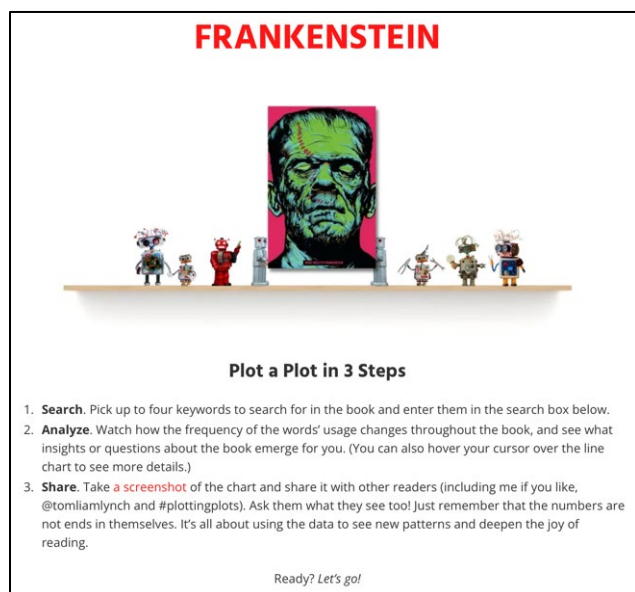 FRANKENSTEIN
Plot a Plot in 3 Steps
1. Search. Pick up to four keywords to search for in the book and enter them in the search box below.
2. Analyze. Watch how the frequency of the words’ usage changes throughout the book, and see what
insights or questions about the book emerge for you. (You can also hover your cursor over the line
chart to see more details.)
3. Share. Take a screenshot of the chart and share it with other readers (including me if you like,
@tomliamlynch and #plottingplots). Ask them what they see too! Just remember that the numbers are
not ends in themselves. It’s all about using the data to see new patterns and deepen the joy of
reading.
Ready? Let’s go!